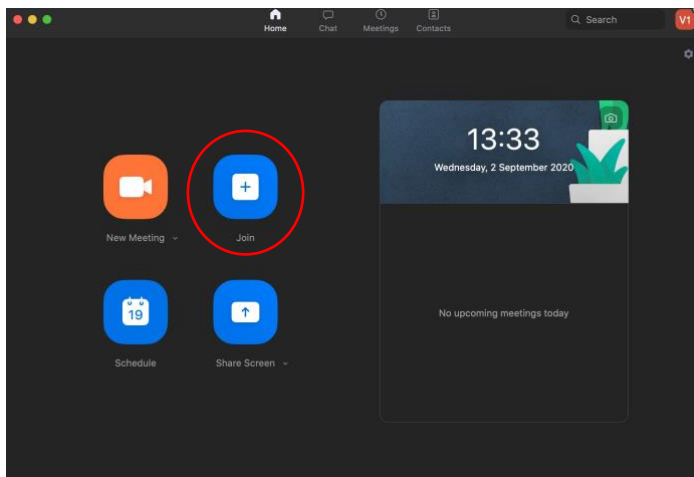 Home
Chat
Meetings
Contacts
Search
V1
13:33
Wednesday, 2 September 2020
New Meeting
Join
No upcoming meetings today
19
Schedule
Share Screen